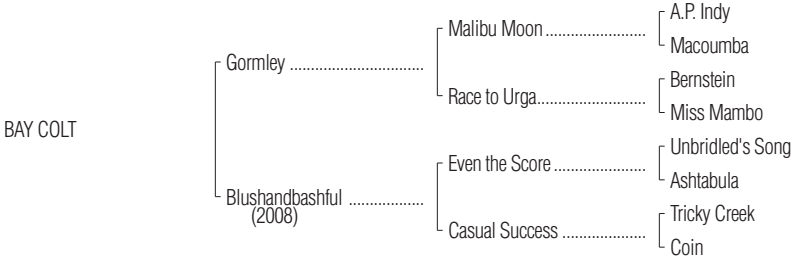 A.P. Indy
Malibu Moon ........................
Macoumba
Gormley ................................
Bernstein
Race to Urga..........................
Miss Mambo
BAY COLT
Unbridled's Song
Even the Score ......................
Ashtabula
Blushandbashful ..................
(2008)
Tricky Creek
Casual Success ....................
Coin